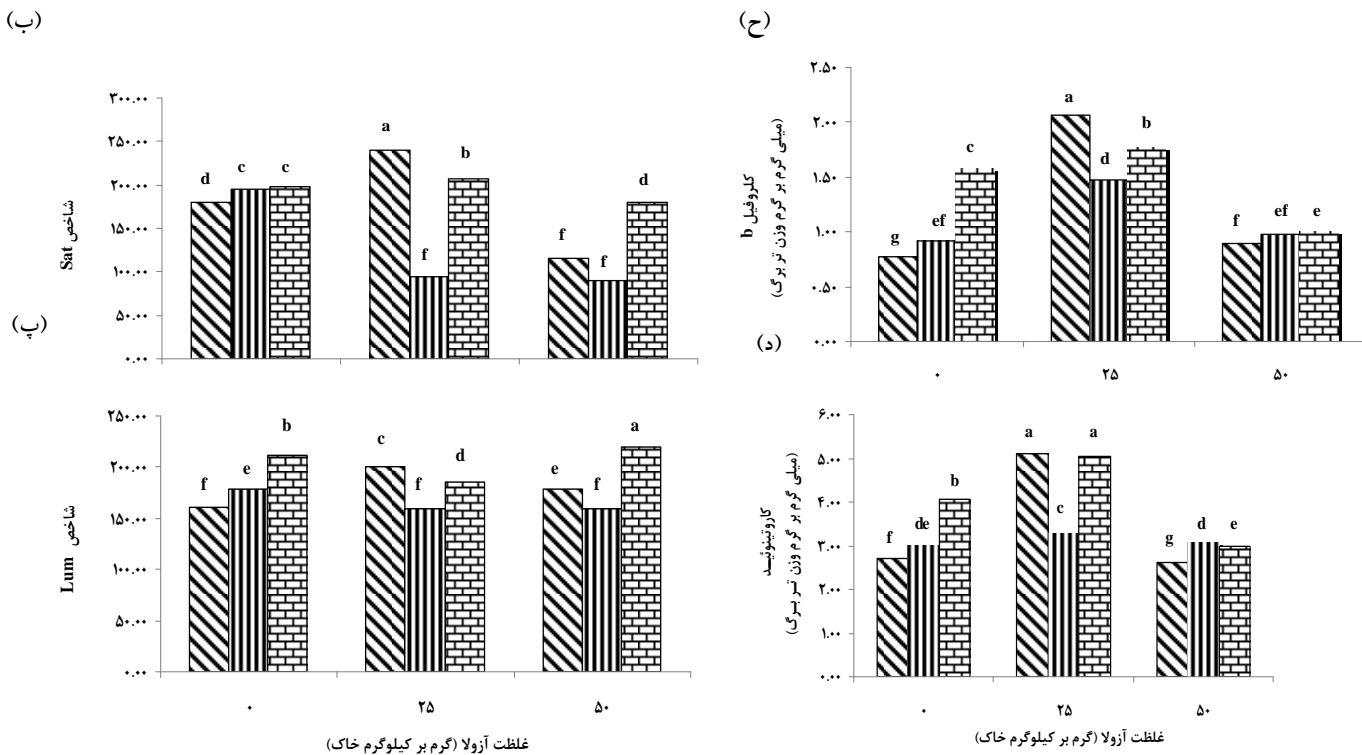 (ب)
۳۰۰.۰۰
۲۵۰.۰۰
۲۰۰.۰۰
۱۵۰.۰۰
۱۰۰.۰۰
۵۰.۰۰
۰.۰۰
شاخص Sat
d c c
a f b
f f d
(ح)
۲.۵۰
۲.۰۰
۱.۵۰
۱.۰۰
۰.۵۰
۰.۰۰
کلروفیل b
(میلی گرم بر گرم وزن تر برگ)
g ef c
a d b
f ef e
۰ ۲۵ ۵۰
(پ)
۲۵۰.۰۰
۲۰۰.۰۰
۱۵۰.۰۰
۱۰۰.۰۰
۵۰.۰۰
۰.۰۰
شاخص Lum
f e b
c f d
e f a
۰ ۲۵ ۵۰
غلظت آزولا (گرم بر کیلوگرم خاک)
(د)
۶.۰۰
۵.۰۰
۴.۰۰
۳.۰۰
۲.۰۰
۱.۰۰
۰.۰۰
کاروتینوئید
(میلی گرم بر گرم وزن تر برگ)
f de b
a c a
g d e
۰ ۲۵ ۵۰
غلظت آزولا (گرم بر کیلوگرم خاک)